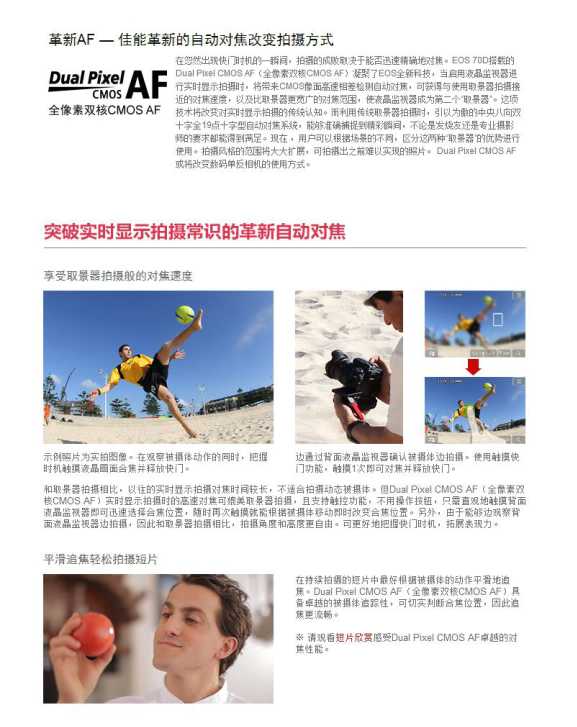 革新AF — 佳能革新的自动对焦改变拍摄方式
Dual Pixel CMOS AF
全像素双核CMOS AF
在忽然出现快门时机的一瞬间，拍摄的成败取决于能否迅速精确地对焦。EOS 70D搭载的
Dual Pixel CMOS AF（全像素双核CMOS AF）凝聚了EOS全新科技，当启用液晶监视器进
行实时显示拍摄时，将带来CMOS像面高速相差检测自动对焦，可获得与使用取景器拍摄接
近的对焦速度，以及比取景器更宽广的对焦范围，使液晶监视器成为第二个“取景器”。这项
技术将改变对实时显示拍摄的传统认知。而利用传统取景器拍摄时，引以为傲的中央八向双
十字全19点十字型自动对焦系统，能够准确捕捉到精彩瞬间，不论是发烧友还是专业摄影
师的要求都能得到满足。现在，用户可以根据场景的不同，区分这两种“取景器”的优势进行
使用。拍摄风格的范围将大大扩展，可拍摄出之前难以实现的照片。 Dual Pixel CMOS AF
或将改变数码单反相机的使用方式。
突破实时显示拍摄常识的革新自动对焦
享受取景器拍摄般的对焦速度
示例照片为实拍图像。在观察被摄体动作的同时，把握
时机触摸液晶画面合焦并释放快门。
边通过背面液晶监视器确认被摄体边拍摄。使用触摸快
门功能，触摸1次即可对焦并释放快门。
和取景器拍摄相比，以往的实时显示拍摄对焦时间较长，不适合拍摄动态被摄体。但Dual Pixel CMOS AF（全像素双
核CMOS AF）实时显示拍摄时的高速对焦可媲美取景器拍摄，且支持触控功能，不用操作按钮，只需直观地触摸背面
液晶监视器即可迅速选择合焦位置，随时再次触摸就能根据被摄体移动即时改变合焦位置。另外，由于能够边观察背
面液晶监视器边拍摄，因此和取景器拍摄相比，拍摄角度和高度更自由。可更好地把握快门时机，拓展表现力。
平滑追焦轻松拍摄短片
在持续拍摄的短片中最好根据被摄体的动作平滑地追
焦。Dual Pixel CMOS AF（全像素双核CMOS AF）具
备卓越的被摄体追踪性，可切实判断合焦位置，因此追
焦更流畅。
※ 请观看短片欣赏感受Dual Pixel CMOS AF卓越的对
焦性能。